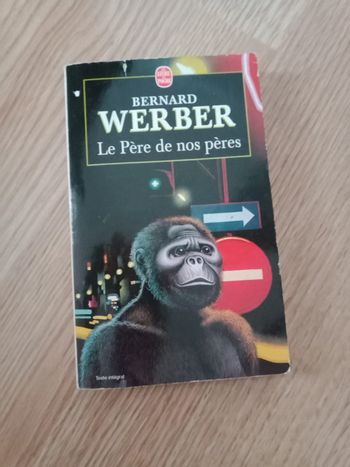 BERNARD
WERBER
Le Père de nos pères
Texte intégral